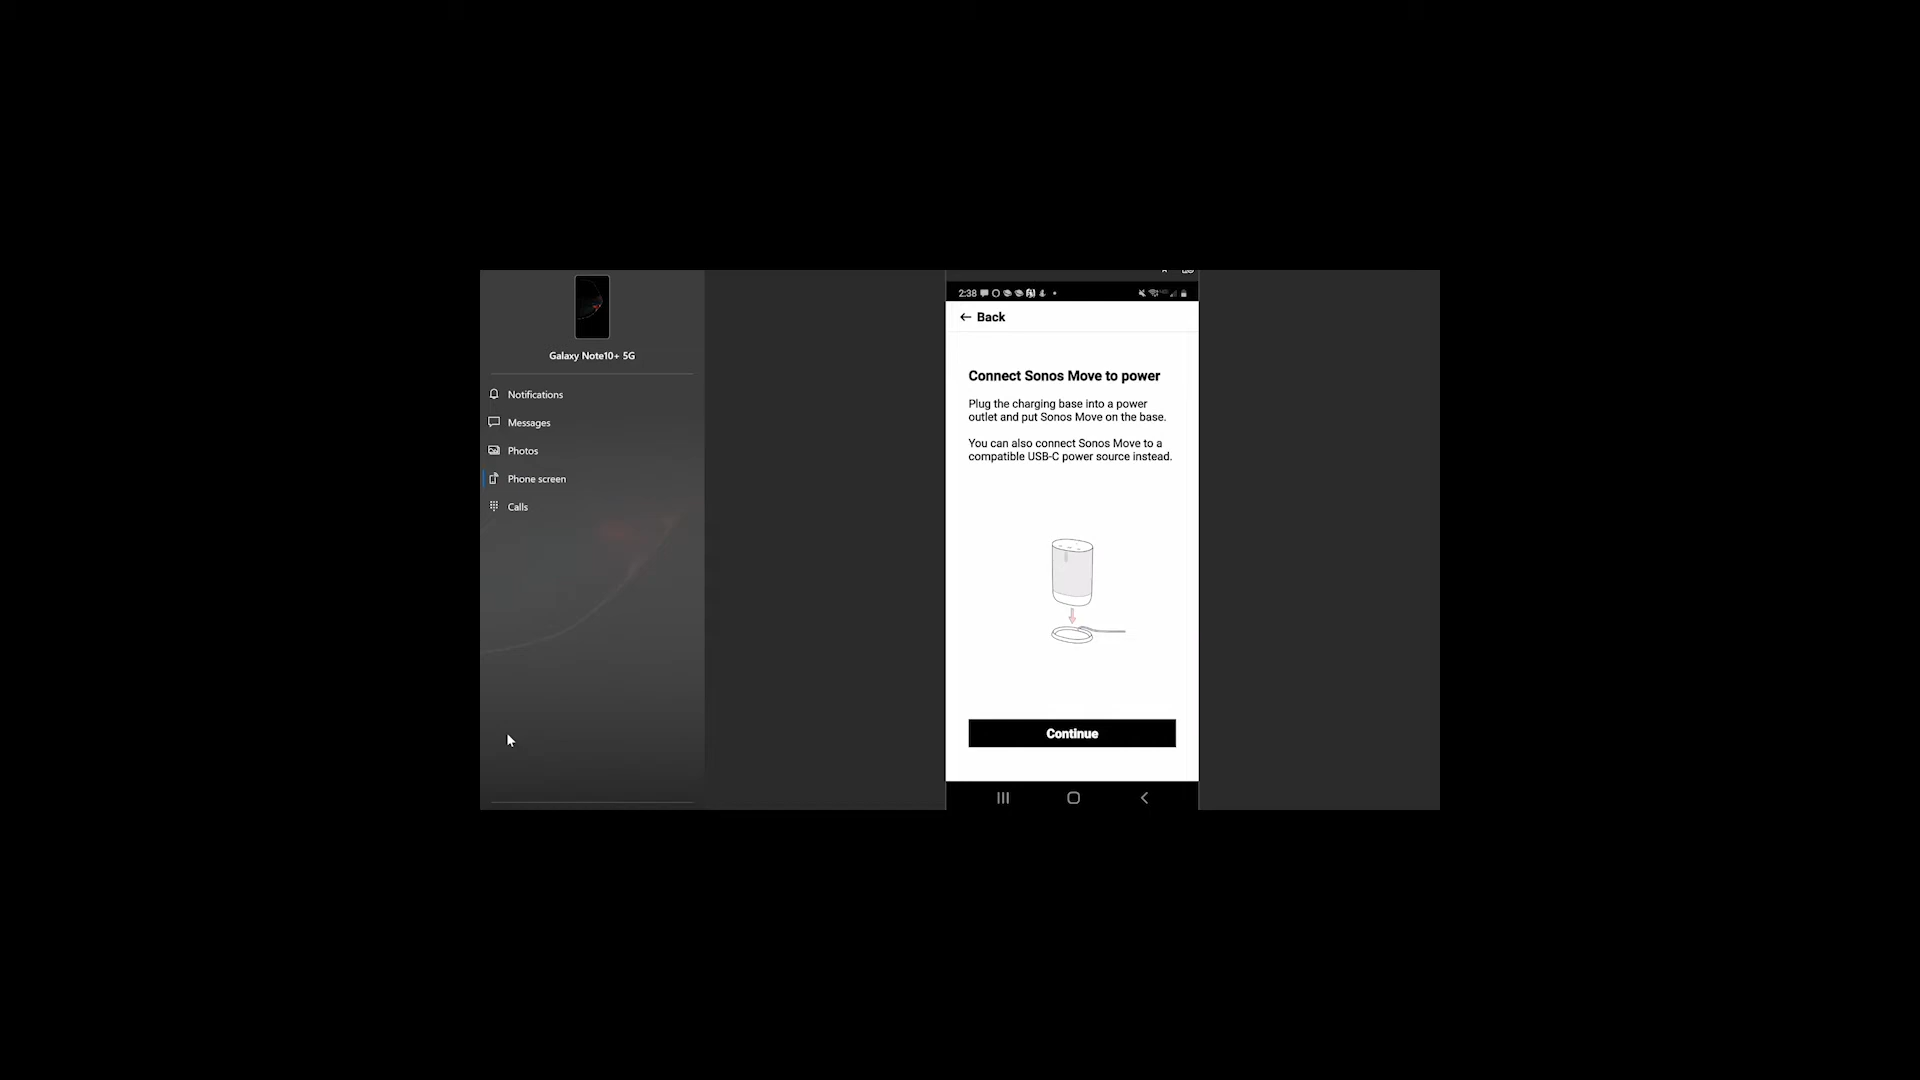 Galaxy Note10+ 5G
Notifications
Messages
Photos
Phone screen
Calls
2:38
Back
Connect Sonos Move to power
Plug the charging base into a power
outlet and put Sonos Move on the base.
You can also connect Sonos Move to a
compatible USB-C power source instead.
Continue